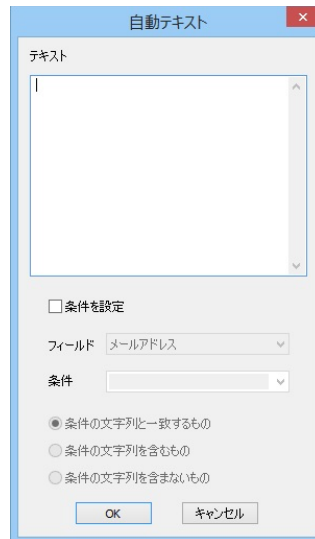 自動テキスト
テキスト
条件を設定
フィールド メールアドレス
条件
条件の文字列と一致するもの
条件の文字列を含むもの
条件の文字列を含まないもの
OK キャンセル